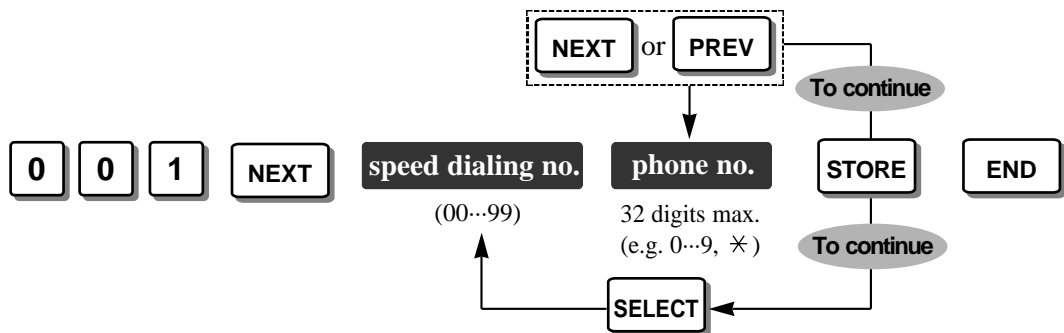 NEXT or PREV
To continue
0 0 1 NEXT speed dialing no. phone no. STORE END
(00···99) 32 digits max.
(e.g. 0···9, ✳)
To continue
SELECT